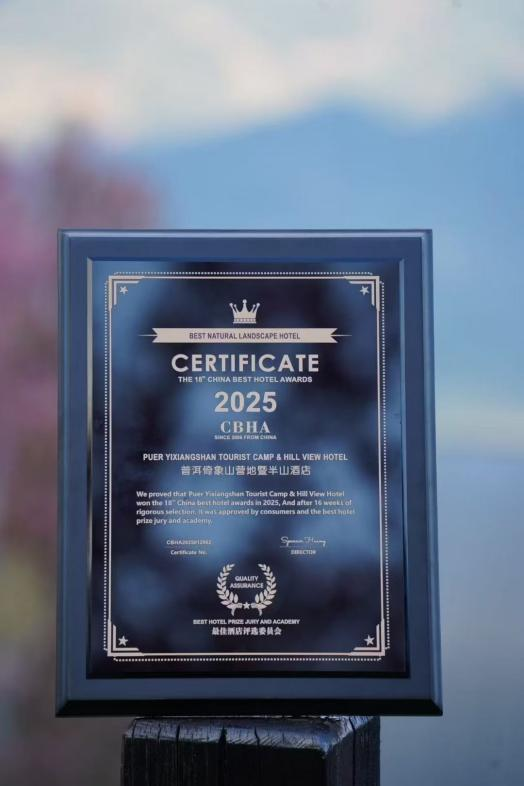 BEST NATURAL LANDSCAPE HOTEL
CERTIFICATE
THE 18th CHINA BEST HOTEL AWARDS
2025
CBHA
SINCE 2006 FROM CHINA
PUER YIXIANGSHAN TOURIST CAMP & HILL VIEW HOTEL
普洱倚象山营地暨半山酒店
We proved that Puer Yixiangshan Tourist Camp & Hill View Hotel
won the 18th China best hotel awards in 2025, And after 16 weeks of
rigorous selection. It was approved by consumers and the best hotel
prize jury and academy.
Certificate No.
DIRECTOR
QUALITY
ASSURANCE
BEST HOTEL PRIZE JURY AND ACADEMY
最佳酒店评选委员会